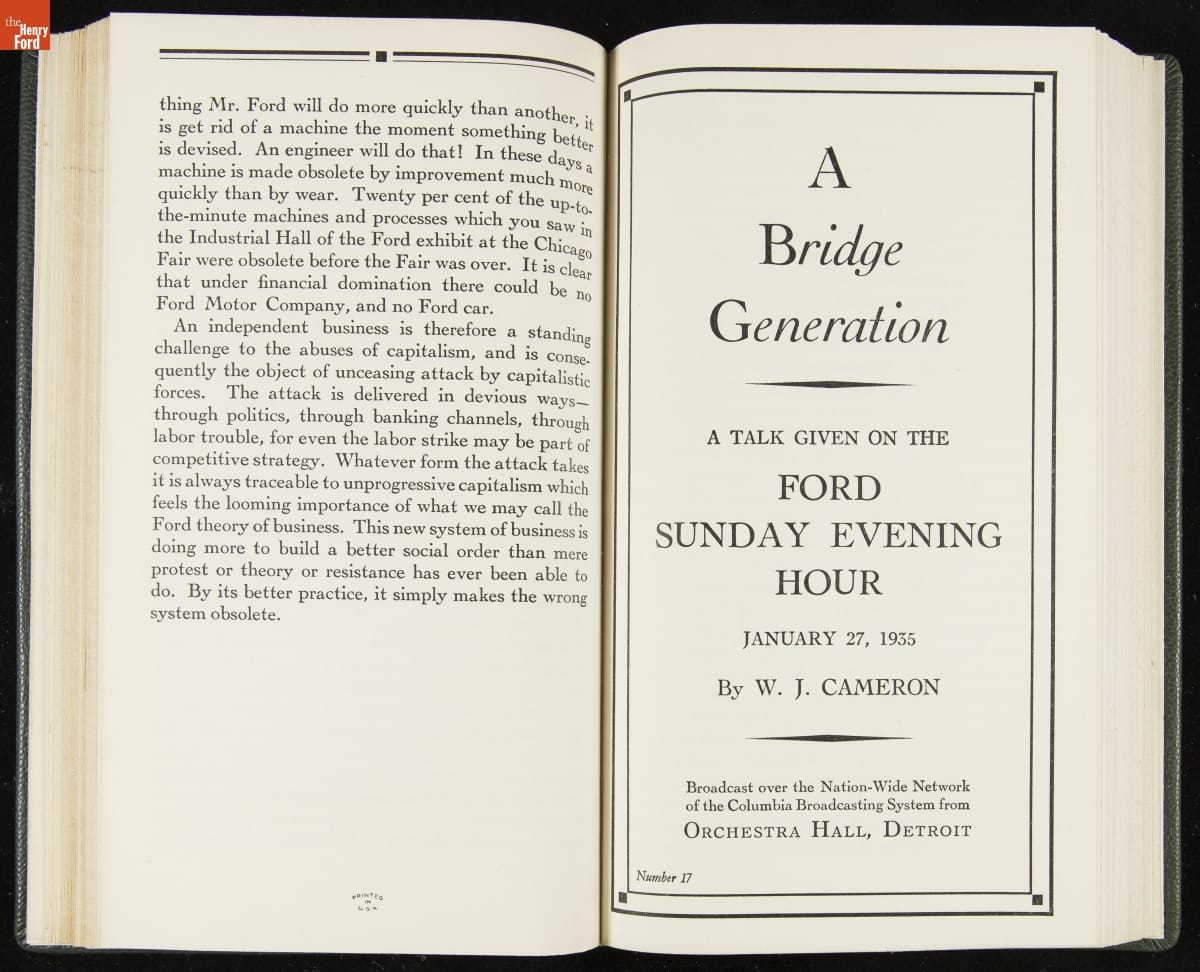 the
Henry
Ford
thing Mr. Ford will do more quickly than another, it
is get rid of a machine the moment something better
is devised. An engineer will do that! In these days a
machine is made obsolete by improvement much more
quickly than by wear. Twenty per cent of the up-to-
the-minute machines and processes which you saw in
the Industrial Hall of the Ford exhibit at the Chicago
Fair were obsolete before the Fair was over. It is clear
that under financial domination there could be no
Ford Motor Company, and no Ford car.
An independent business is therefore a standing
challenge to the abuses of capitalism, and is conse-
quently the object of unceasing attack by capitalistic
forces. The attack is delivered in devious ways—
through politics, through banking channels, through
labor trouble, for even the labor strike may be part of
competitive strategy. Whatever form the attack takes
it is always traceable to unprogressive capitalism which
feels the looming importance of what we may call the
Ford theory of business. This new system of business is
doing more to build a better social order than mere
protest or theory or resistance has ever been able to
do. By its better practice, it simply makes the wrong
system obsolete.
PRINTED
IN
U.S.A
A
Bridge
Generation
A TALK GIVEN ON THE
FORD
SUNDAY EVENING
HOUR
JANUARY 27, 1935
By W. J. CAMERON
Broadcast over the Nation-Wide Network
of the Columbia Broadcasting System from
ORCHESTRA HALL, DETROIT
Number 17